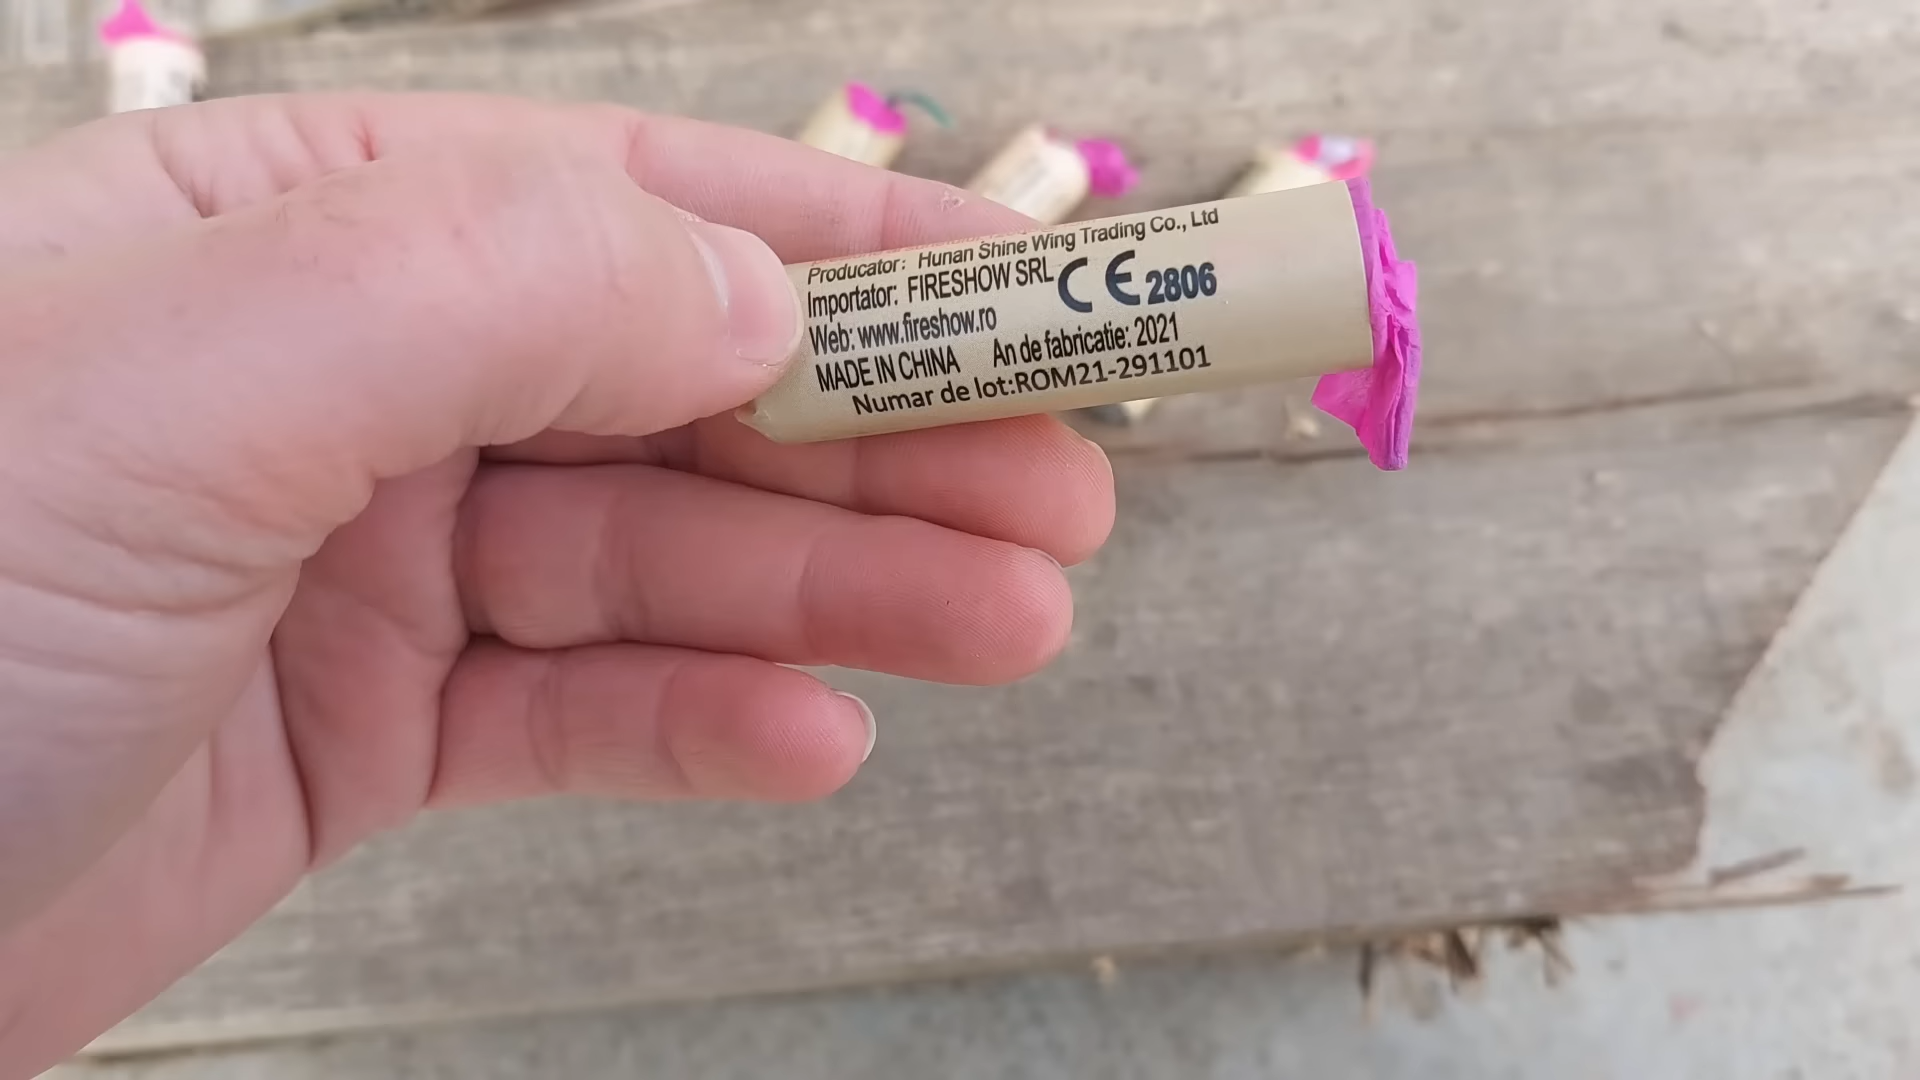 Producator: Hunan Shine Wing Trading Co., Ltd
Importator: FIRESHOW SRL CE 2806
Web: www.fireshow.ro
MADE IN CHINA An de fabricatie: 2021
Numar de lot:ROM21-291101